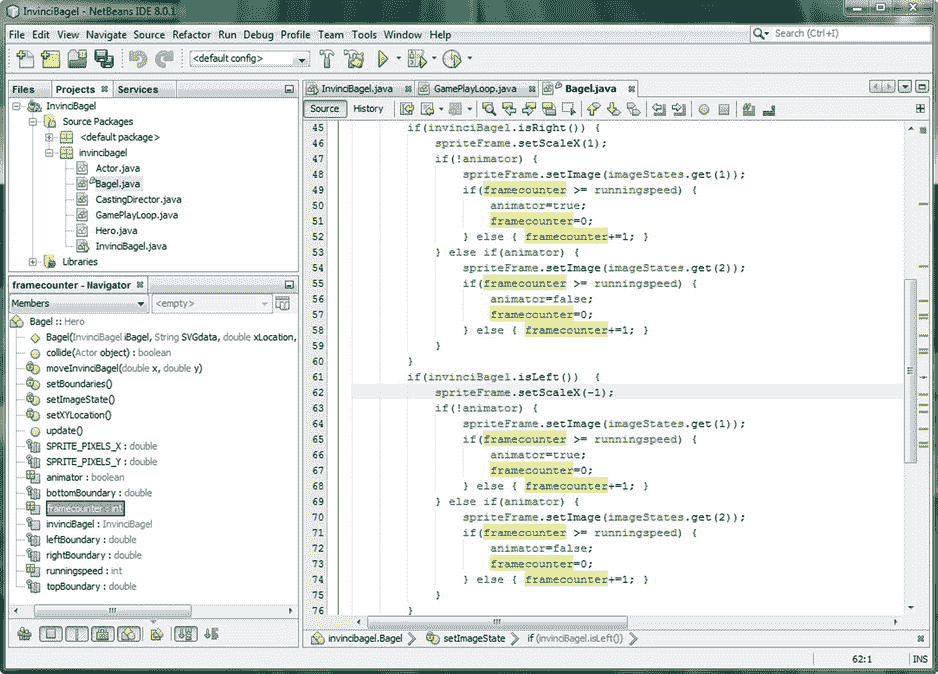 InvinciBagel - NetBeans IDE 8.0.1
File Edit View Navigate Source Refactor Run Debug Profile Team Tools Window Help
Search (Ctrl+I)
<default config>
Files Projects Services
InvinciBagel
Source Packages
<default package>
invincibagel
Actor.java
Bagel.java
CastingDirector.java
GamePlayLoop.java
Hero.java
InvinciBagel.java
Libraries
framecounter - Navigator
Members <empty>
Bagel :: Hero
Bagel(InvinciBagel iBagel, String SVGdata, double xLocation,
collide(Actor object) : boolean
moveInvinciBagel(double x, double y)
setBoundaries()
setImageState()
setXYLocation()
update()
SPRITE_PIXELS_X : double
SPRITE_PIXELS_Y : double
animator : boolean
bottomBoundary : double
framecounter : int
invinciBagel : InvinciBagel
leftBoundary : double
rightBoundary : double
runningspeed : int
topBoundary : double
InvinciBagel.java GamePlayLoop.java Bagel.java
Source History
45 if(invinciBagel.isRight()) {
46 spriteFrame.setScaleX(1);
47 if(!animator) {
48 spriteFrame.setImage(imageStates.get(1));
49 if(framecounter >= runningspeed) {
50 animator=true;
51 framecounter=0;
52 } else { framecounter+=1; }
53 } else if(animator) {
54 spriteFrame.setImage(imageStates.get(2));
55 if(framecounter >= runningspeed) {
56 animator=false;
57 framecounter=0;
58 } else { framecounter+=1; }
59 }
60 }
61 if(invinciBagel.isLeft()) {
62 spriteFrame.setScaleX(-1);
63 if(!animator) {
64 spriteFrame.setImage(imageStates.get(1));
65 if(framecounter >= runningspeed) {
66 animator=true;
67 framecounter=0;
68 } else { framecounter+=1; }
69 } else if(animator) {
70 spriteFrame.setImage(imageStates.get(2));
71 if(framecounter >= runningspeed) {
72 animator=false;
73 framecounter=0;
74 } else { framecounter+=1; }
75 }
76 }
invincibagel.Bagel setImageState if (invinciBagel.isLeft())
62:1 INS